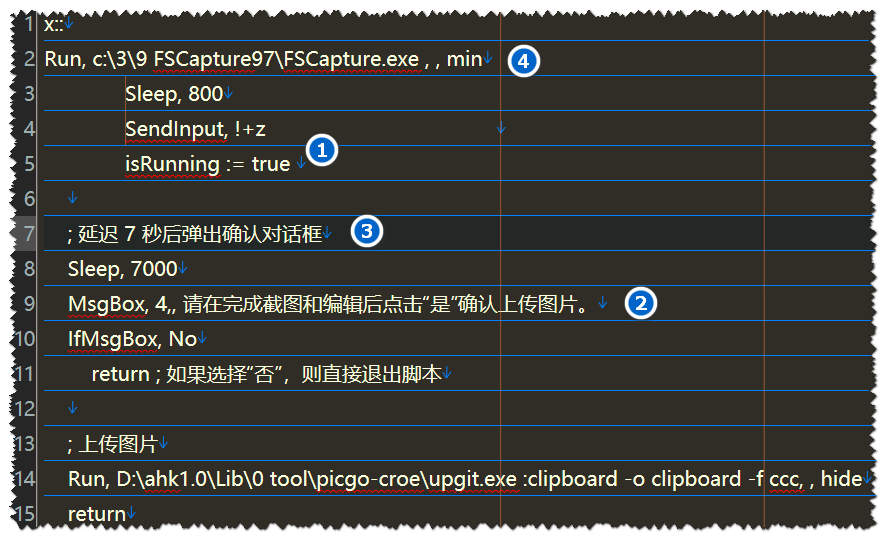 1 x::↓
2 Run, c:\3\9 FSCapture97\FSCapture.exe , , min↓ 4
3 Sleep, 800↓
4 SendInput, !+z ↓
1
5 isRunning := true ↓
6 ↓
7 ; 延迟 7 秒后弹出确认对话框↓ 3
8 Sleep, 7000↓
9 MsgBox, 4,, 请在完成截图和编辑后点击“是”确认上传图片。 ↓ 2
10 IfMsgBox, No↓
11 return ; 如果选择“否”，则直接退出脚本↓
12 ↓
13 ; 上传图片↓
14 Run, D:\ahk1.0\Lib\0 tool\picgo-croe\upgit.exe :clipboard -o clipboard -f ccc, , hide↓
15 return↓